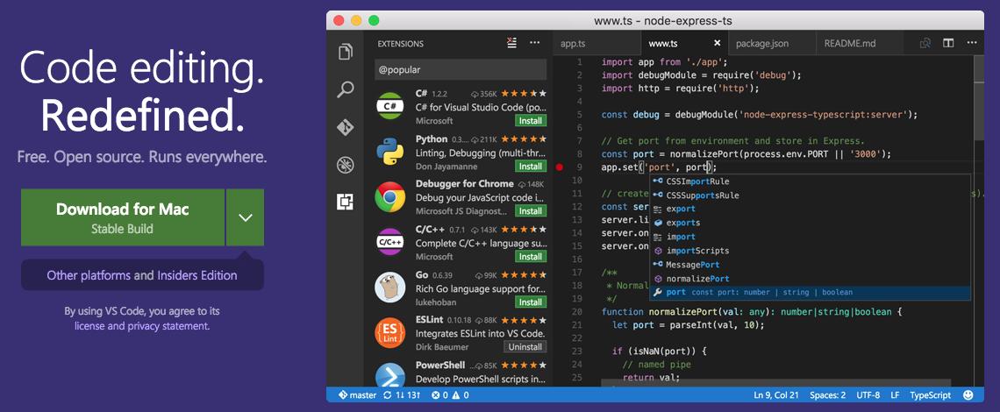 Code editing.
Redefined.
Free. Open source. Runs everywhere.
Download for Mac
Stable Build
Other platforms and Insiders Edition
By using VS Code, you agree to its
license and privacy statement.
www.ts - node-express-ts
EXTENSIONS
@popular
C# 1.2.2 356K
C# for Visual Studio Code (po...
Microsoft Install
Python 0.3.... 211K
Linting, Debugging (multi-thr...
Don Jayamanne Install
Debugger for Chrome 148K
Debug your JavaScript code i...
Microsoft JS Diagnost... Install
C/C++ 0.7.1 143K
Complete C/C++ language su...
Microsoft Install
Go 0.6.39 99K
Rich Go language support for...
lukehoban Install
ESLint 0.10.18 88K
Integrates ESLint into VS Code.
Dirk Baeumer Uninstall
PowerShell ... 85K
Develop PowerShell scripts in...
C#
C/C++
ES
Lint
app.ts www.ts package.json README.md
1 import app from './app';
2 import debugModule = require('debug');
3 import http = require('http');
4
5 const debug = debugModule('node-express-typescript:server');
6
7 // Get port from environment and store in Express.
8 const port = normalizePort(process.env.PORT || '3000');
9 app.set('port', port);
10
11 // create s).
12 const ser
13 server.li
14 server.on
15 server.on
16
17 /**
18 * Normal
19 */
20 function normalizePort(val: any): number|string|boolean {
21 let port = parseInt(val, 10);
22
23 if (isNaN(port)) {
24 // named pipe
25 return val;
CSSImportRule
CSSSupportsRule
export
exports
import
importScripts
MessagePort
normalizePort
port const port: number | string | boolean
master 1↓ 13↑ 0 0 Ln 9, Col 21 Spaces: 2 UTF-8 LF TypeScript